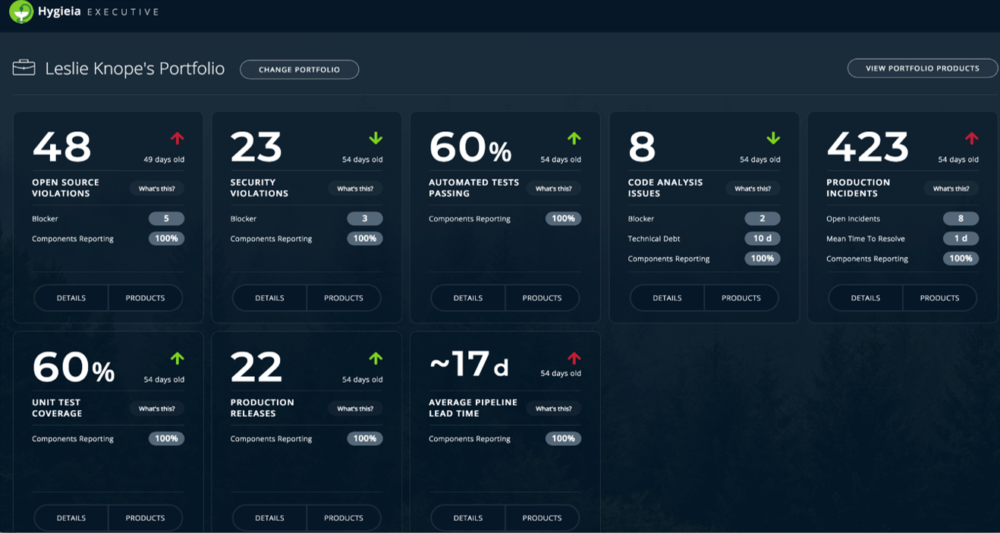 Hygieia EXECUTIVE
Leslie Knope's Portfolio
CHANGE PORTFOLIO
VIEW PORTFOLIO PRODUCTS
48
49 days old
OPEN SOURCE
VIOLATIONS
What's this?
Blocker 5
Components Reporting 100%
DETAILS PRODUCTS
23
54 days old
SECURITY
VIOLATIONS
What's this?
Blocker 3
Components Reporting 100%
DETAILS PRODUCTS
60%
54 days old
AUTOMATED TESTS
PASSING
What's this?
Components Reporting 100%
DETAILS PRODUCTS
8
54 days old
CODE ANALYSIS
ISSUES
What's this?
Blocker 2
Technical Debt 10 d
Components Reporting 100%
DETAILS PRODUCTS
423
54 days old
PRODUCTION
INCIDENTS
What's this?
Open Incidents 8
Mean Time To Resolve 1 d
Components Reporting 100%
DETAILS PRODUCTS
60%
54 days old
UNIT TEST
COVERAGE
What's this?
Components Reporting 100%
DETAILS PRODUCTS
22
54 days old
PRODUCTION
RELEASES
What's this?
Components Reporting 100%
DETAILS PRODUCTS
~17 d
54 days old
AVERAGE PIPELINE
LEAD TIME
What's this?
Components Reporting 100%
DETAILS PRODUCTS